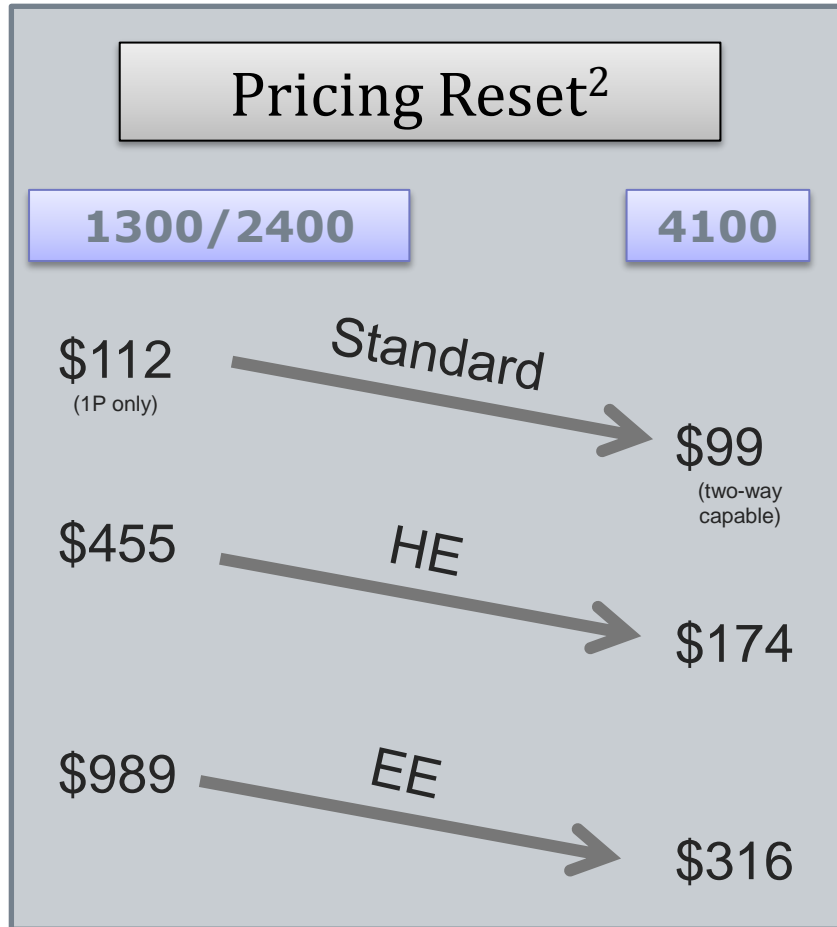 Pricing Reset²
1300/2400 4100
$112 Standard
(1P only)
$99
(two-way
capable)
$455 HE
$174
$989 EE
$316